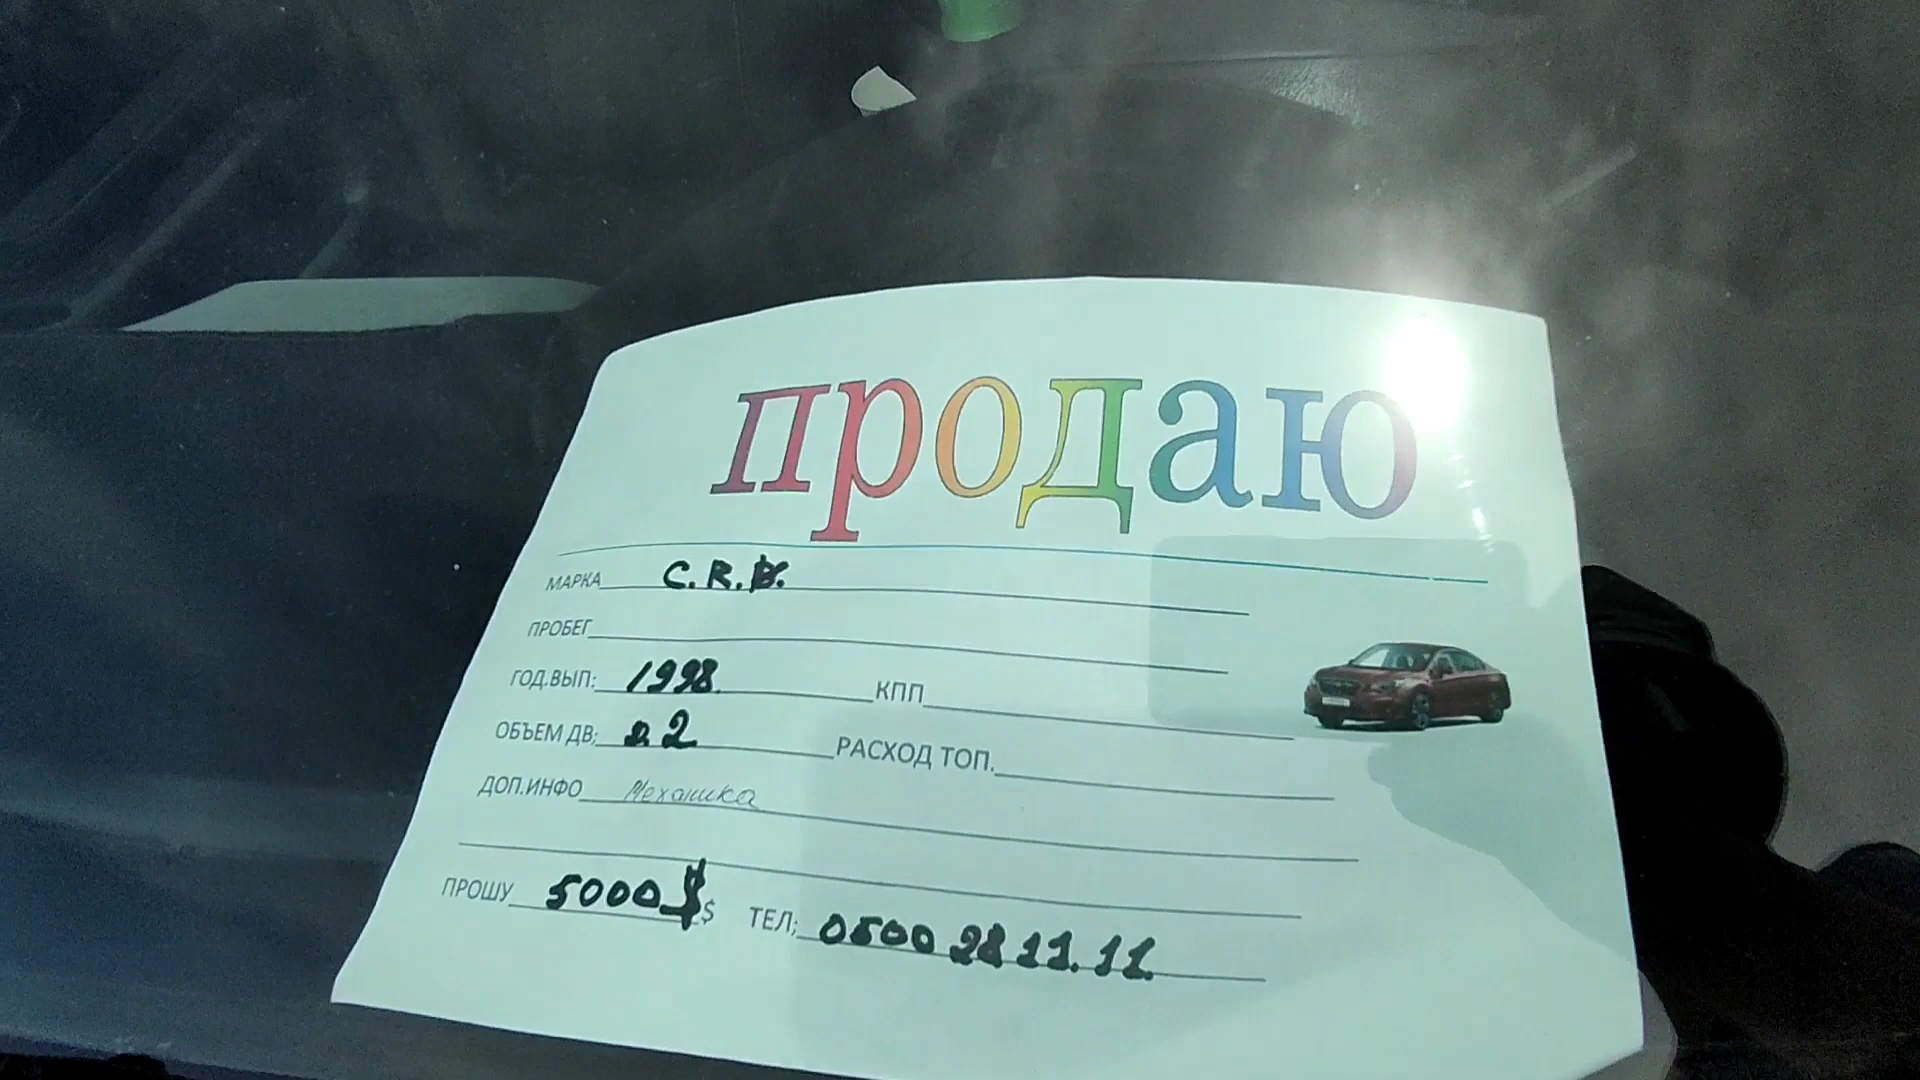 продаю
МАРКА C.R.В.
ПРОБЕГ
ГОД.ВЫП: 1998. КПП
ОБЪЕМ ДВ; 2. РАСХОД ТОП.
ДОП.ИНФО Механика
ПРОШУ 5000 $ $ ТЕЛ; 0500 28 11. 11.